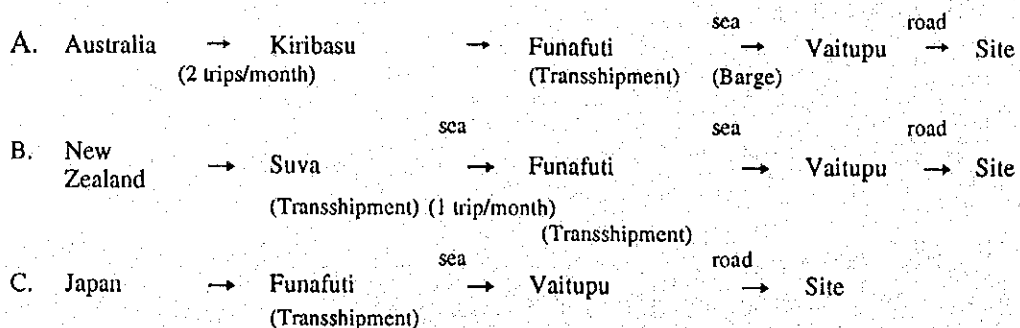 sea road
A. Australia → Kiribasu → Funafuti → Vaitupu → Site
(2 trips/month) (Transshipment) (Barge)
sea sea road
B. New Zealand → Suva → Funafuti → Vaitupu → Site
(Transshipment) (1 trip/month)
(Transshipment)
sea road
C. Japan → Funafuti → Vaitupu → Site
(Transshipment)